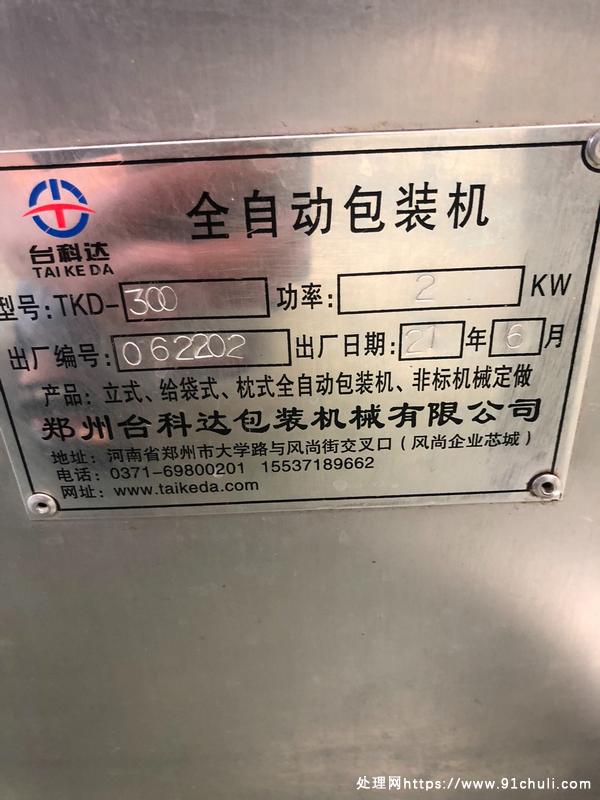 全自动包装机
台科达
TAI KE DA
型号: TKD-300 功率: 2 KW
出厂编号: 062202 出厂日期: 21 年 6 月
产品: 立式、给袋式、枕式全自动包装机、非标机械定做
郑州台科达包装机械有限公司
地址: 河南省郑州市大学路与风尚街交叉口 (风尚企业芯城)
电话: 0371-69800201 15537189662
网址: www.taikeda.com
处理网https://www.91chuli.com